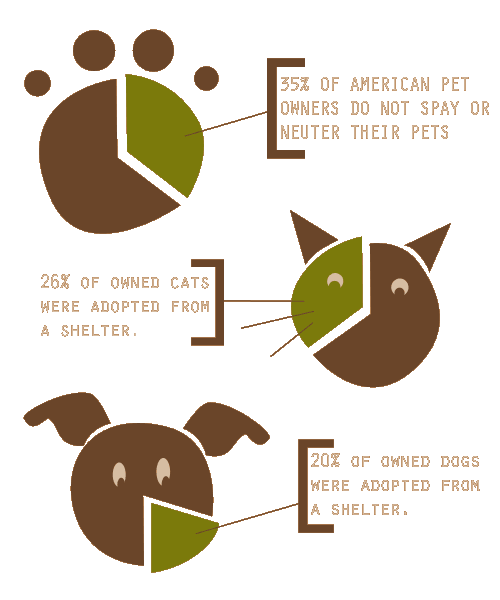 35% OF AMERICAN PET
OWNERS DO NOT SPAY OR
NEUTER THEIR PETS
26% OF OWNED CATS
WERE ADOPTED FROM
A SHELTER.
20% OF OWNED DOGS
WERE ADOPTED FROM
A SHELTER.